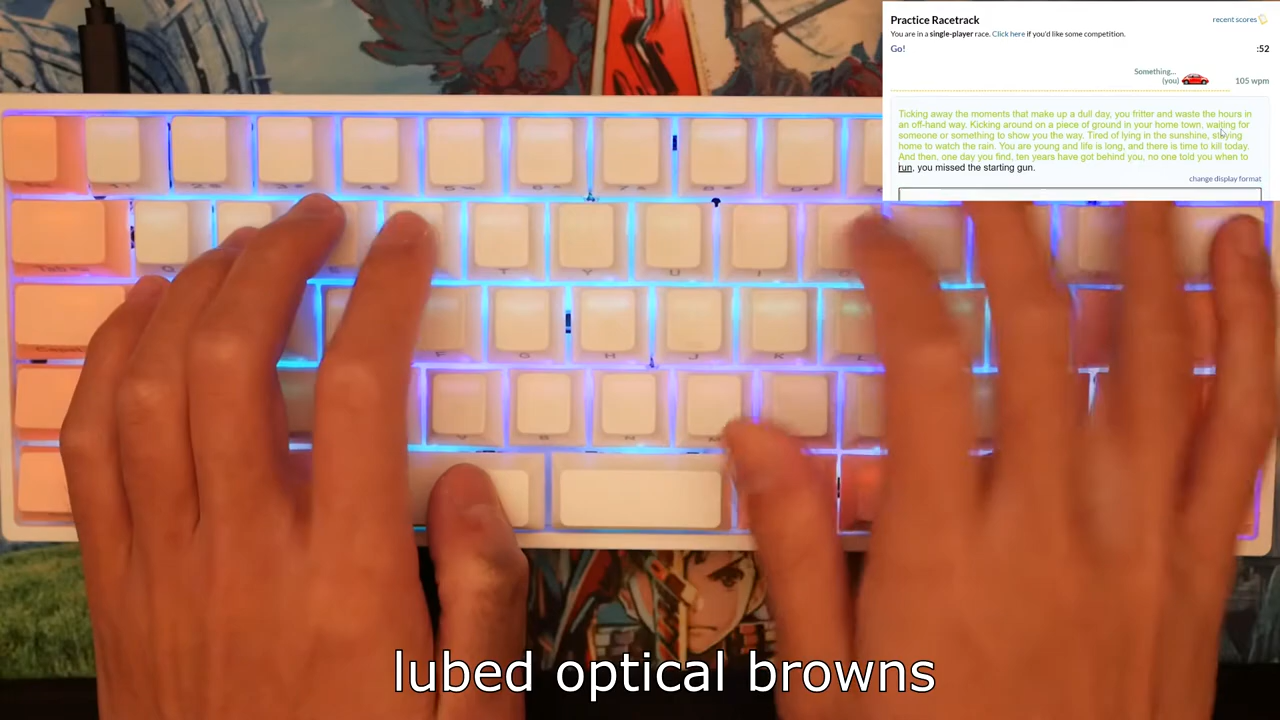 Practice Racetrack
recent scores
You are in a single-player race. Click here if you'd like some competition.
Go!
:52
Something...
(you)
105 wpm
Ticking away the moments that make up a dull day, you fritter and waste the hours in
an off-hand way. Kicking around on a piece of ground in your home town, waiting for
someone or something to show you the way. Tired of lying in the sunshine, staying
home to watch the rain. You are young and life is long, and there is time to kill today.
And then, one day you find, ten years have got behind you, no one told you when to
run, you missed the starting gun.
change display format
Q
E
T
Y
U
I
F
G
H
J
K
L
V
B
N
M
lubed optical browns